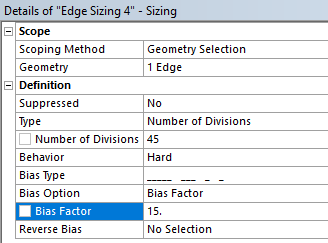 Details of "Edge Sizing 4" - Sizing
Scope
Scoping Method Geometry Selection
Geometry 1 Edge
Definition
Suppressed No
Type Number of Divisions
Number of Divisions 45
Behavior Hard
Bias Type _____ ___ _ _
Bias Option Bias Factor
Bias Factor 15.
Reverse Bias No Selection